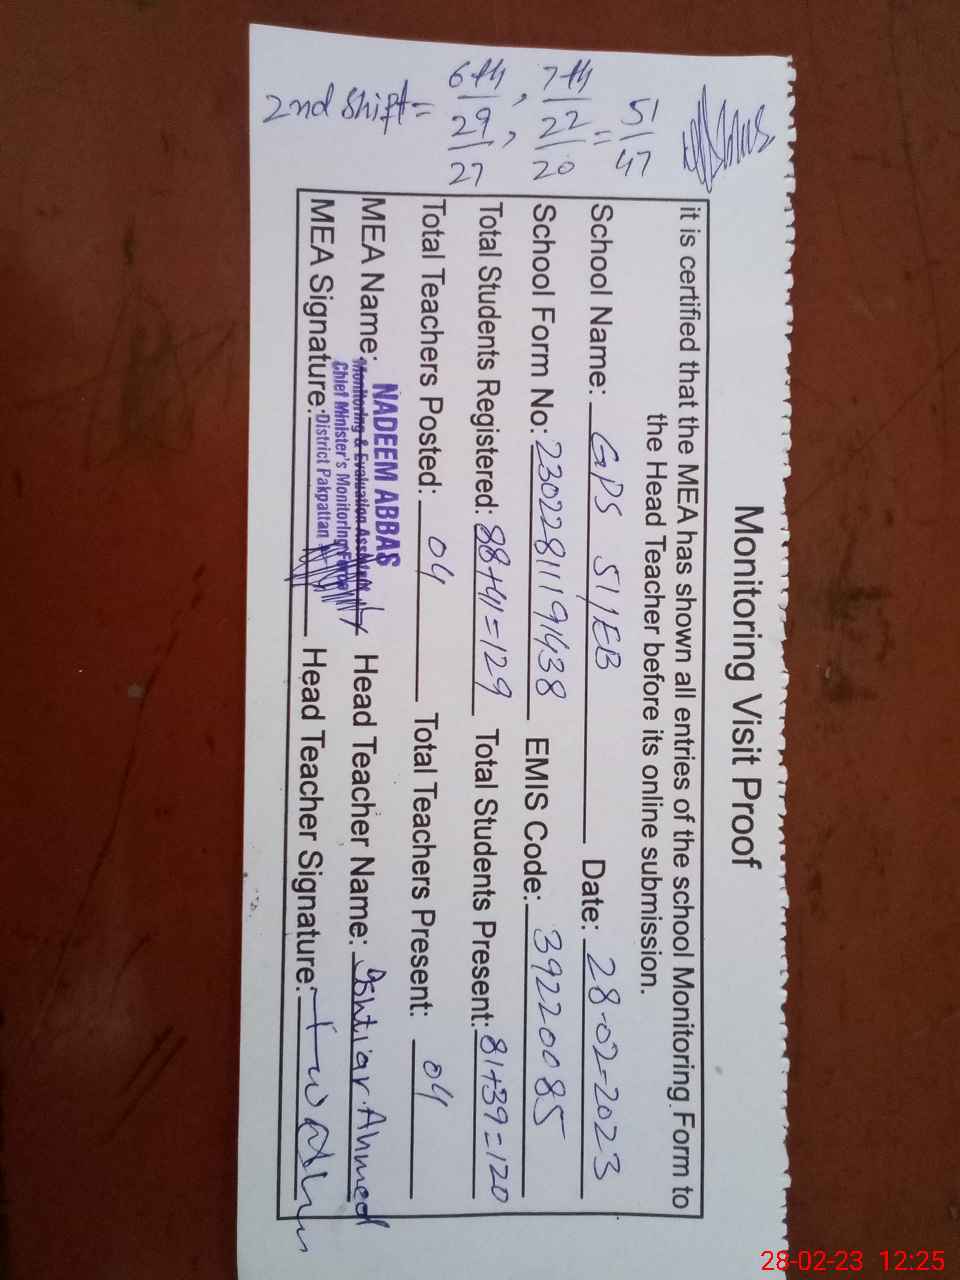 Monitoring Visit Proof
it is certified that the MEA has shown all entries of the school Monitoring Form to
the Head Teacher before its online submission.
School Name: GPS 51/EB Date: 28-02-2023
School Form No: 2302281119438 EMIS Code: 39220085
Total Students Registered: 88+41=129 Total Students Present: 81+39=120
Total Teachers Posted: 04 Total Teachers Present: 04
MEA Name: NADEEM ABBAS Head Teacher Name: Ishtiaq Ahmed
Monitoring & Evaluation Assistant
Chief Minister's Monitoring Force
District Pakpattan
MEA Signature: Head Teacher Signature:
2nd Shift = 6th/29/27, 7th/22/20 = 51/47
28-02-23 12:25